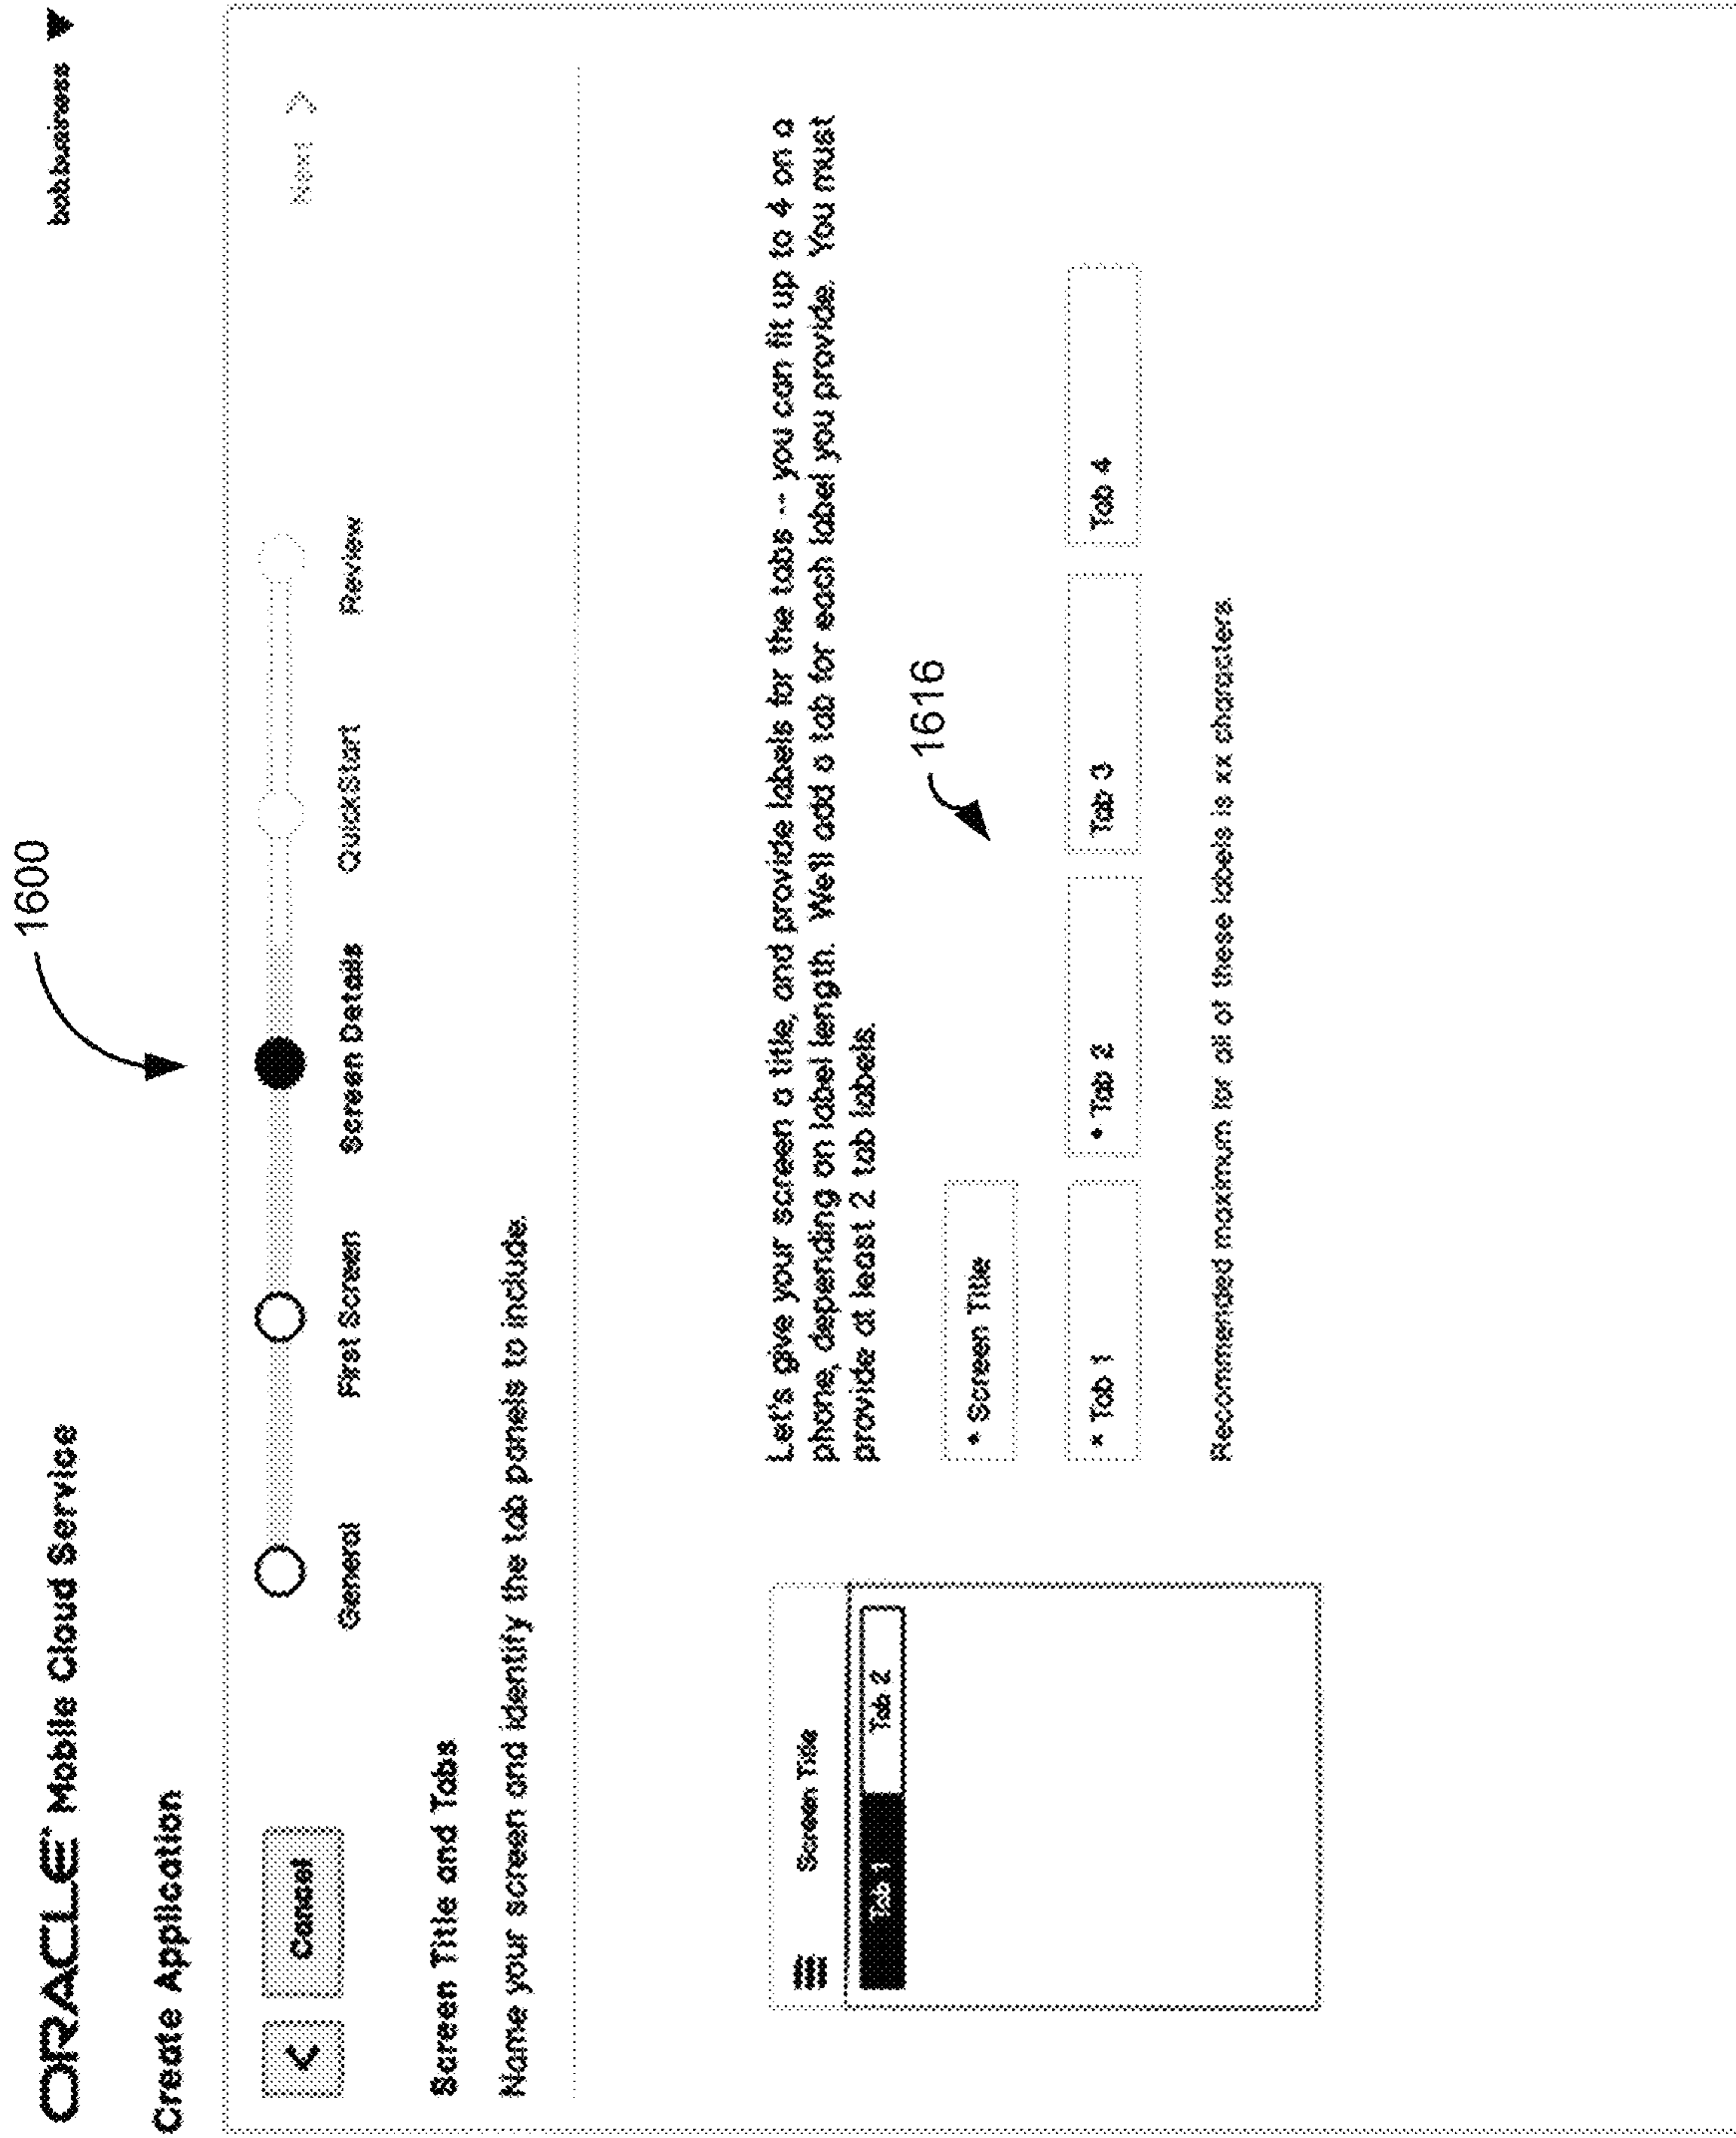 1600
ORACLE Mobile Cloud Service
bobbusiness
Create Application
Cancel
Next
General
First Screen
Screen Details
QuickStart
Review
Screen Title and Tabs
Name your screen and identify the tab panels to include.
Screen Title
Tab 1
Tab 2
Let's give your screen a title, and provide labels for the tabs -- you can fit up to 4 on a
phone, depending on label length. We'll add a tab for each label you provide. You must
provide at least 2 tab labels.
1616
* Screen Title
* Tab 1
* Tab 2
Tab 3
Tab 4
Recommended maximum for all of these labels is xx characters.